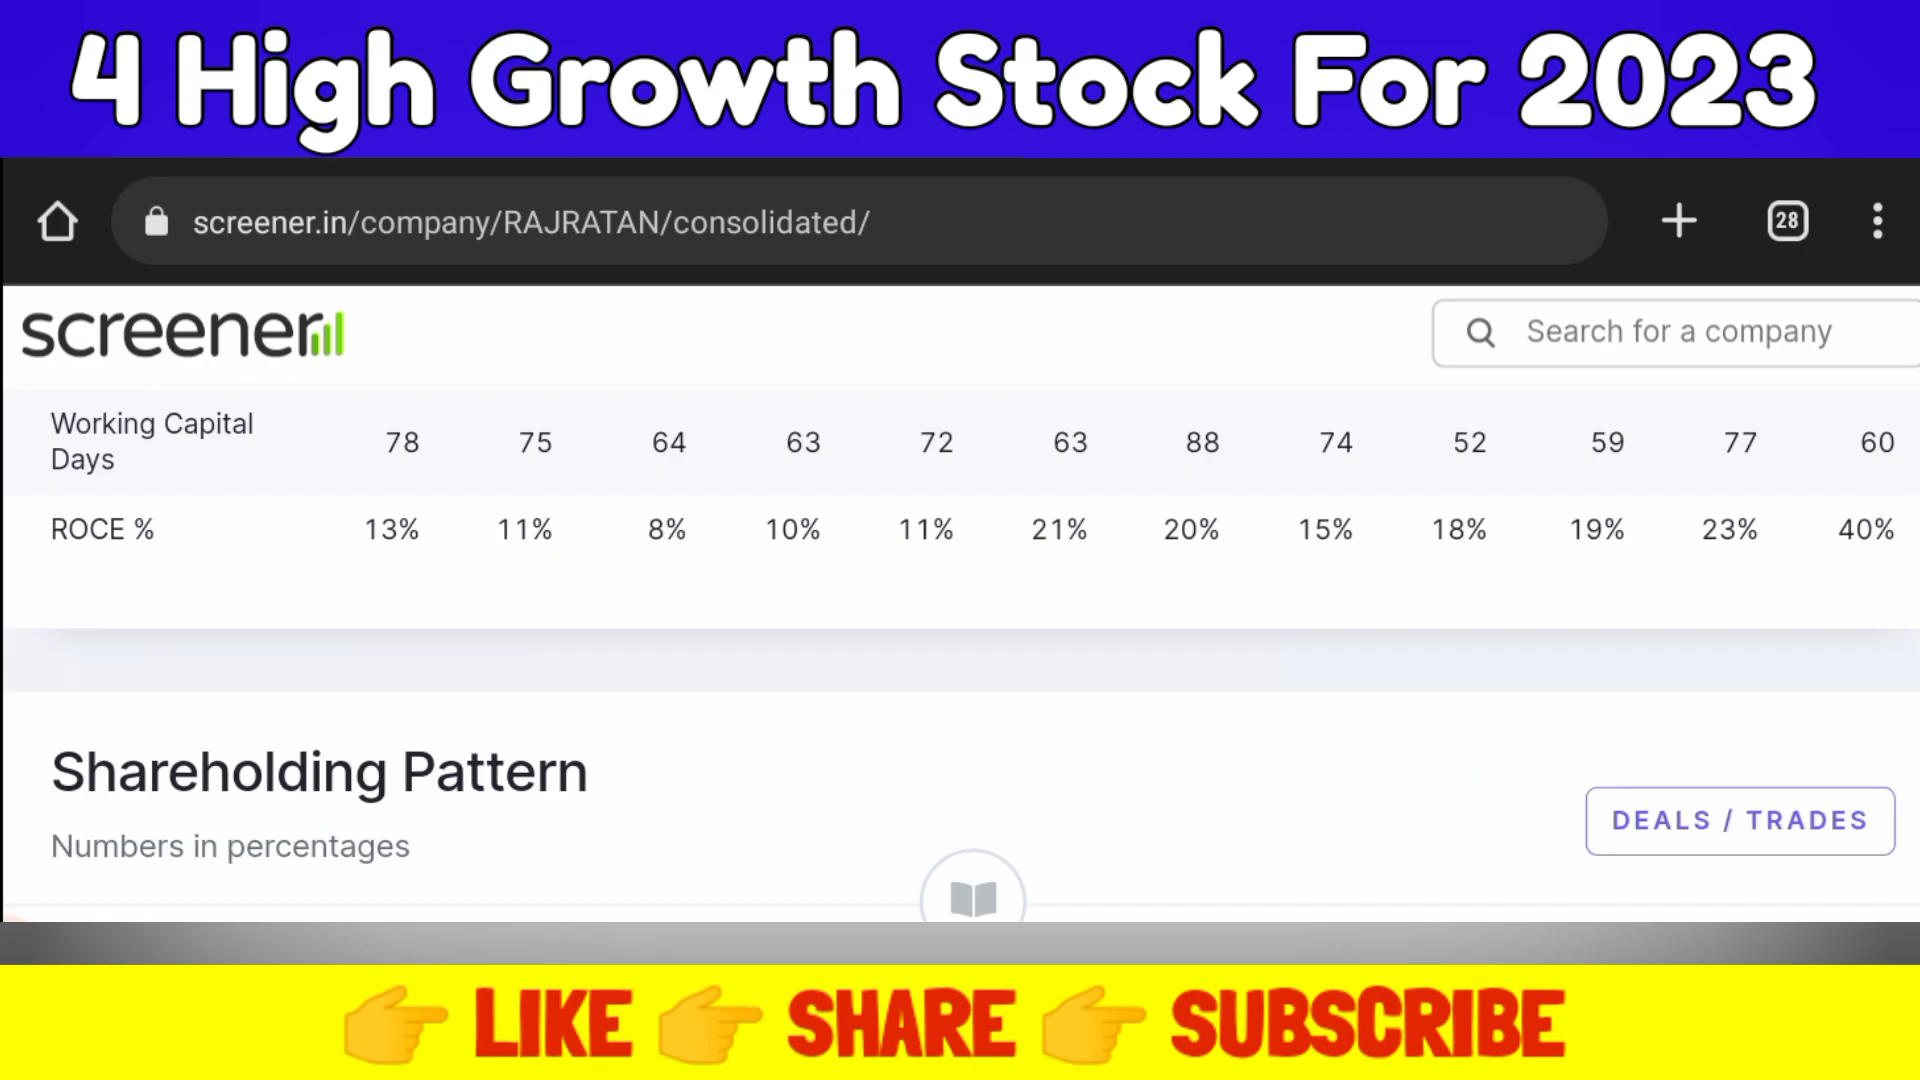 4 High Growth Stock For 2023
screener.in/company/RAJRATAN/consolidated/
28
screener
Search for a company
Working Capital Days 78 75 64 63 72 63 88 74 52 59 77 60
ROCE % 13% 11% 8% 10% 11% 21% 20% 15% 18% 19% 23% 40%
Shareholding Pattern
Numbers in percentages
DEALS / TRADES
👉 LIKE 👉 SHARE 👉 SUBSCRIBE